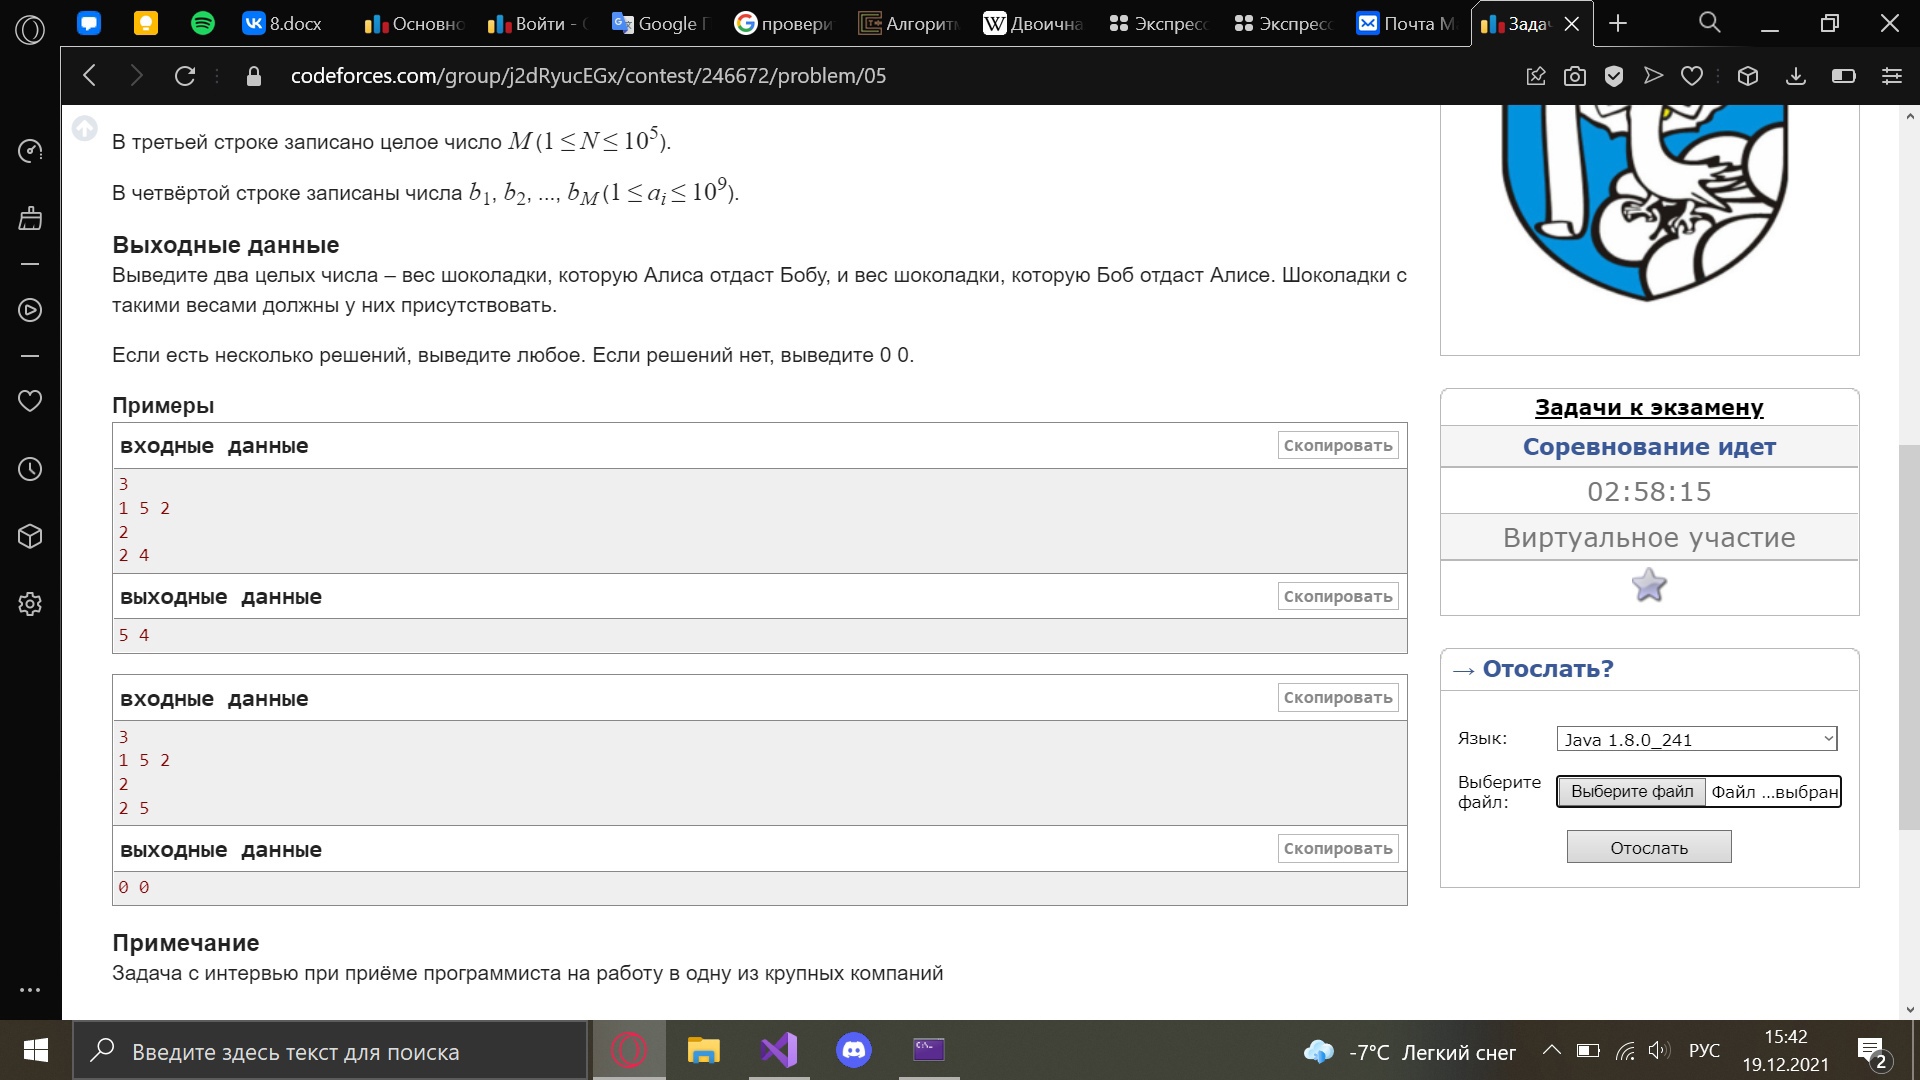 8.docx
Основно
Войти - С
Google П
провери
Алгоритм
Двоична
Экспресс
Экспресс
Почта М
Задач
codeforces.com/group/j2dRyucEGx/contest/246672/problem/05
В третьей строке записано целое число M (1 ≤ N ≤ 10^5).
В четвёртой строке записаны числа b_1, b_2, ..., b_M (1 ≤ a_i ≤ 10^9).
Выходные данные
Выведите два целых числа – вес шоколадки, которую Алиса отдаст Бобу, и вес шоколадки, которую Боб отдаст Алисе. Шоколадки с
такими весами должны у них присутствовать.
Если есть несколько решений, выведите любое. Если решений нет, выведите 0 0.
Примеры
входные данные
Скопировать
3
1 5 2
2
2 4
выходные данные
Скопировать
5 4
входные данные
Скопировать
3
1 5 2
2
2 5
выходные данные
Скопировать
0 0
Примечание
Задача с интервью при приёме программиста на работу в одну из крупных компаний
Задачи к экзамену
Соревнование идет
02:58:15
Виртуальное участие
→ Отослать?
Язык:
Java 1.8.0_241
Выберите
файл:
Выберите файл
Файл ...выбран
Отослать
Введите здесь текст для поиска
-7°C Легкий снег
РУС
15:42
19.12.2021
2